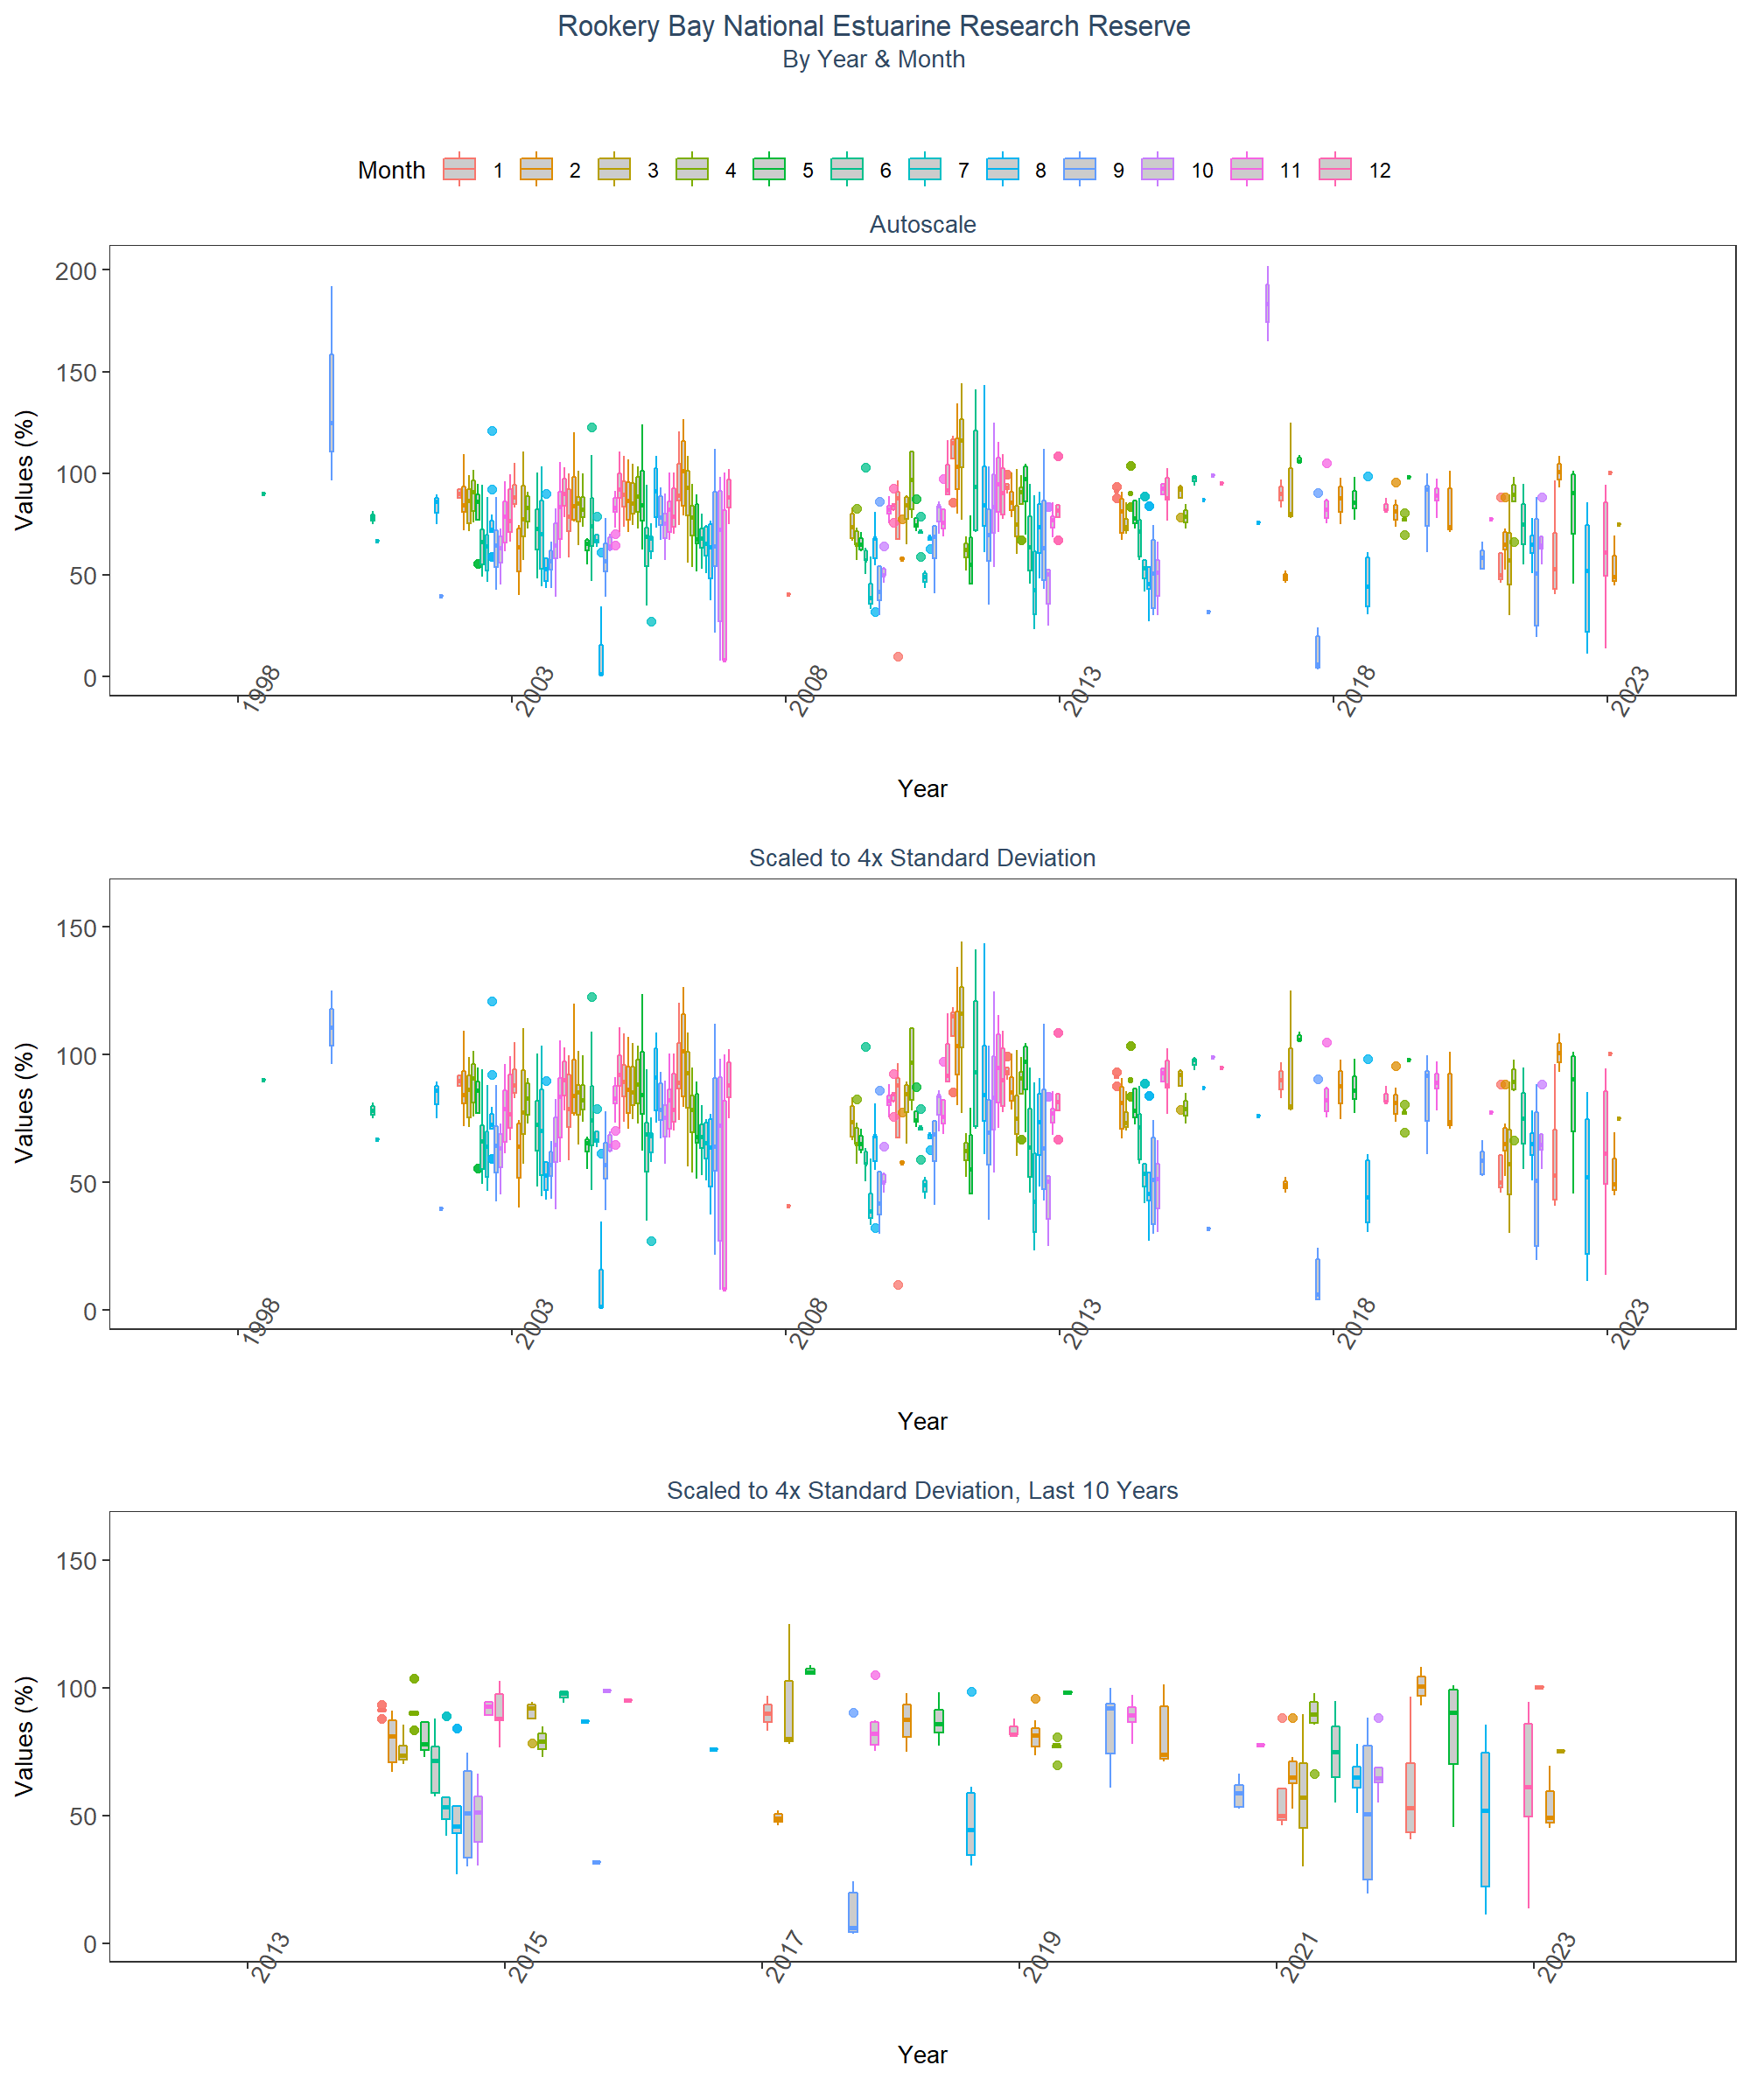 Rookery Bay National Estuarine Research Reserve
By Year & Month
Month 1 2 3 4 5 6 7 8 9 10 11 12
Autoscale
200
150
100
50
0
Values (%)
1998 2003 2008 2013 2018 2023
Year
Scaled to 4x Standard Deviation
150
100
50
0
Values (%)
1998 2003 2008 2013 2018 2023
Year
Scaled to 4x Standard Deviation, Last 10 Years
150
100
50
0
Values (%)
2013 2015 2017 2019 2021 2023
Year